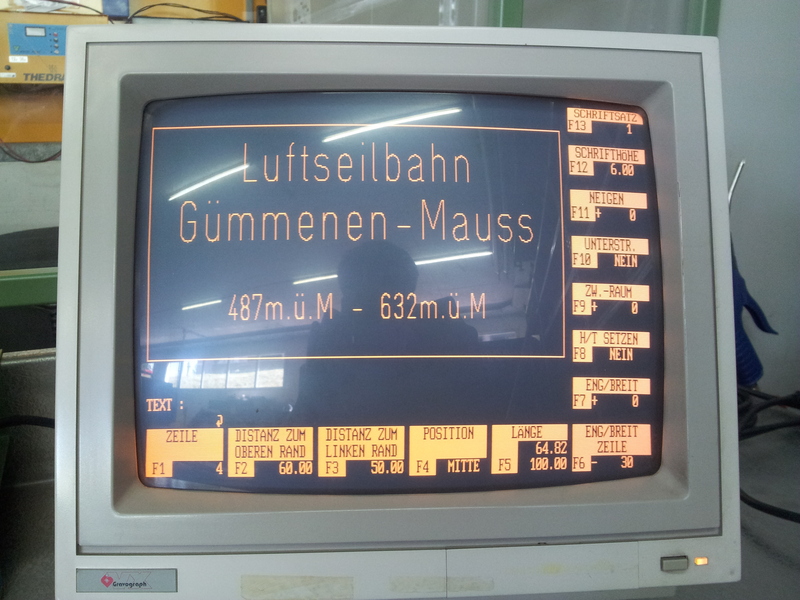 THEDRA
Luftseilbahn
Gümmenen-Mauss
487m.ü.M - 632m.ü.M
TEXT :
SCHRIFTSATZ
F13 1
SCHRIFTHöHE
F12 6.00
NEIGEN
F11 + 0
UNTERSTR.
F10 NEIN
ZW.-RAUM
F9 + 0
H/T SETZEN
F8 NEIN
ENG/BREIT
F7 + 0
ZEILE
F1 4
DISTANZ ZUM
OBEREN RAND
F2 60.00
DISTANZ ZUM
LINKEN RAND
F3 50.00
POSITION
F4 MITTE
LANGE
64.82
F5 100.00
ENG/BREIT
ZEILE
F6 - 30
Gravograph